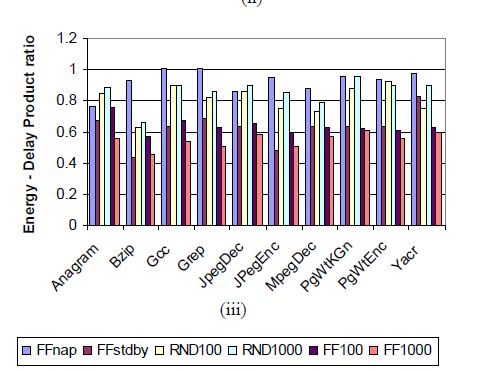 (ii)
Energy - Delay Product ratio
1.2
1
0.8
0.6
0.4
0.2
0
Anagram
Bzip
Gcc
Grep
JpegDec
JPegEnc
MpegDec
PgWtKGn
PgWtEnc
Yacr
(iii)
FFnap FFstdby RND100 RND1000 FF100 FF1000